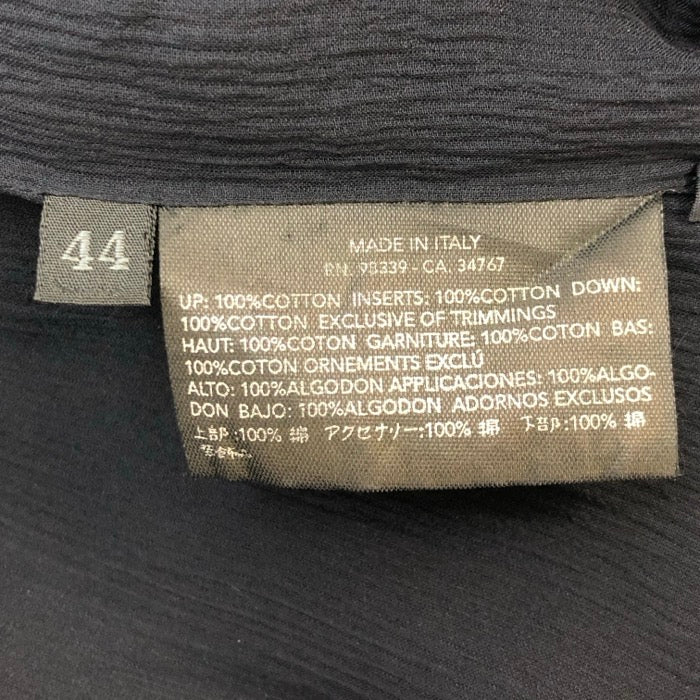 44
MADE IN ITALY
RN. 93339 - CA. 34767
UP: 100%COTTON INSERTS: 100%COTTON DOWN:
100%COTTON EXCLUSIVE OF TRIMMINGS
HAUT: 100%COTON GARNITURE: 100%COTON BAS:
100%COTON ORNEMENTS EXCLÚ
ALTO: 100%ALGODON APPLICACIONES: 100%ALGO-
DON BAJO: 100%ALGODON ADORNOS EXCLUSOS
上部:100% 綿 アクセサリー:100% 綿 下部:100% 綿